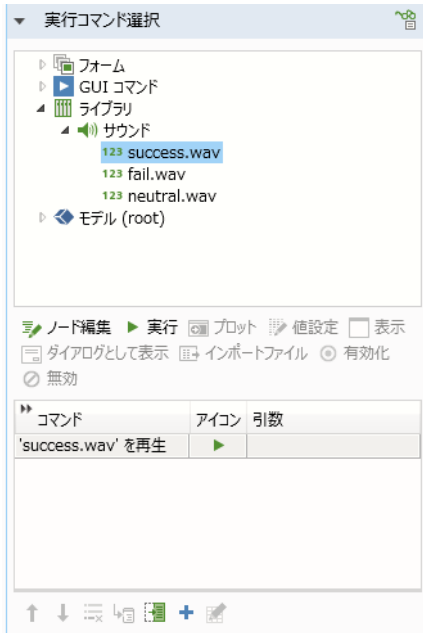 実行コマンド選択
フォーム
GUI コマンド
ライブラリ
サウンド
123 success.wav
123 fail.wav
123 neutral.wav
モデル (root)
ノード編集 実行 プロット 値設定 表示
ダイアログとして表示 インポートファイル 有効化
無効
コマンド アイコン 引数
'success.wav' を再生